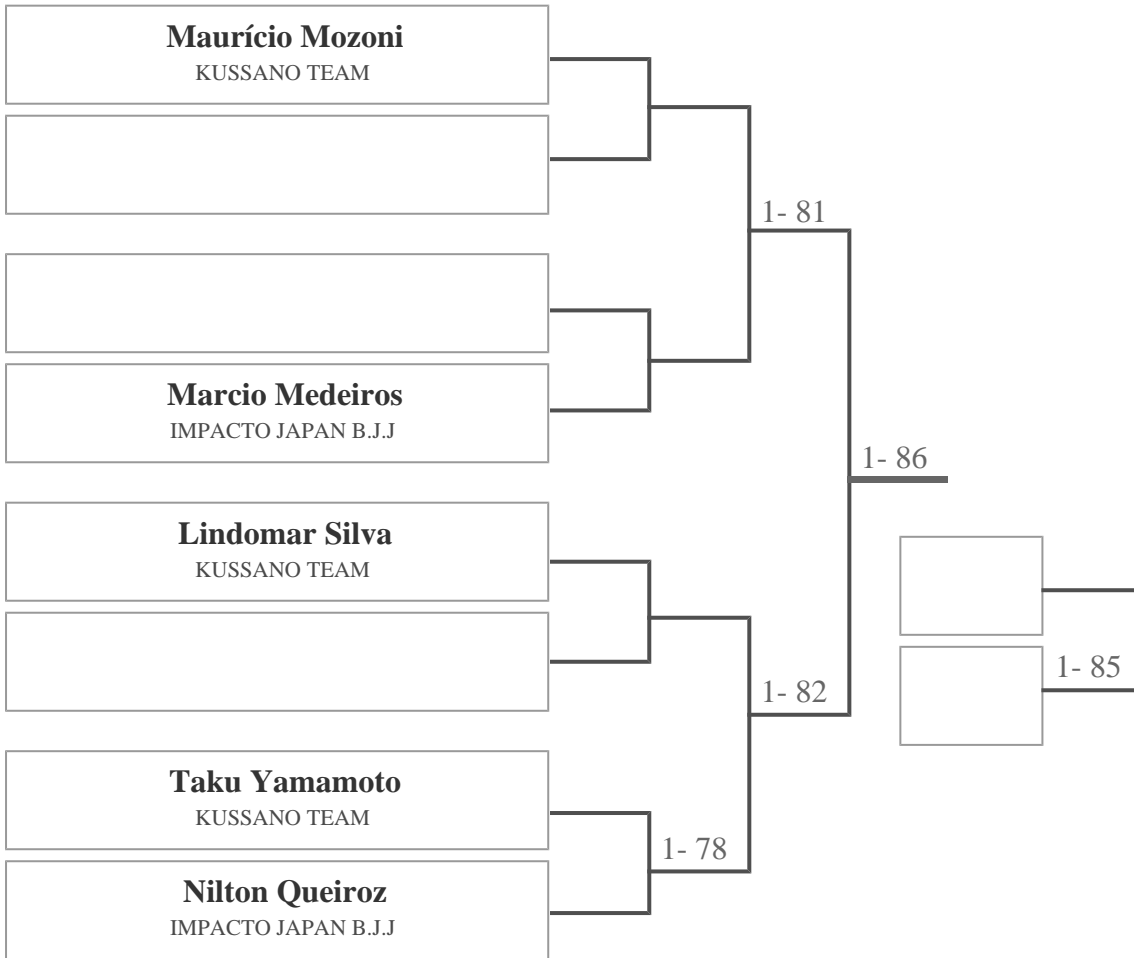 Maurício Mozoni
KUSSANO TEAM
1- 81
Marcio Medeiros
IMPACTO JAPAN B.J.J
1- 86
Lindomar Silva
KUSSANO TEAM
1- 85
1- 82
Taku Yamamoto
KUSSANO TEAM
1- 78
Nilton Queiroz
IMPACTO JAPAN B.J.J